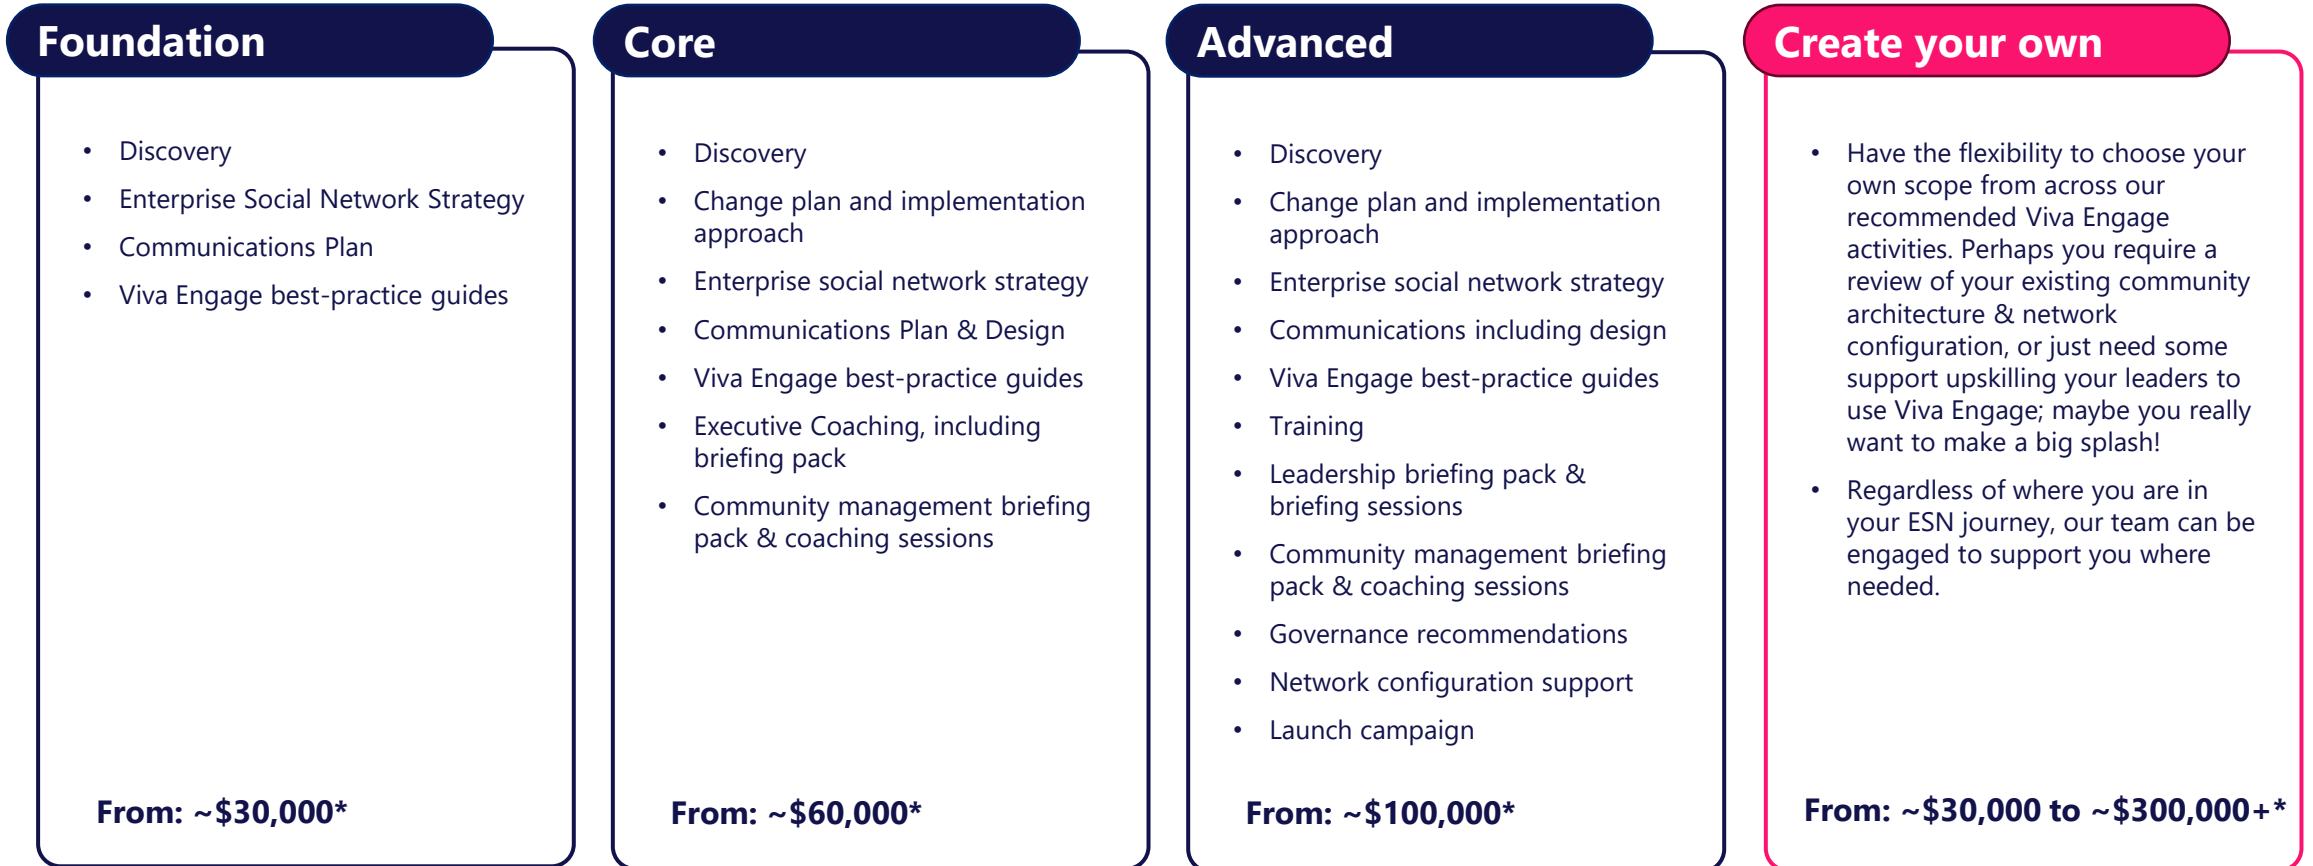 Foundation
• Discovery
• Enterprise Social Network Strategy
• Communications Plan
• Viva Engage best-practice guides
From: ~$30,000*
Core
• Discovery
• Change plan and implementation
approach
• Enterprise social network strategy
• Communications Plan & Design
• Viva Engage best-practice guides
• Executive Coaching, including
briefing pack
• Community management briefing
pack & coaching sessions
From: ~$60,000*
Advanced
• Discovery
• Change plan and implementation
approach
• Enterprise social network strategy
• Communications including design
• Viva Engage best-practice guides
• Training
• Leadership briefing pack &
briefing sessions
• Community management briefing
pack & coaching sessions
• Governance recommendations
• Network configuration support
• Launch campaign
From: ~$100,000*
Create your own
• Have the flexibility to choose your
own scope from across our
recommended Viva Engage
activities. Perhaps you require a
review of your existing community
architecture & network
configuration, or just need some
support upskilling your leaders to
use Viva Engage; maybe you really
want to make a big splash!
• Regardless of where you are in
your ESN journey, our team can be
engaged to support you where
needed.
From: ~$30,000 to ~$300,000+*